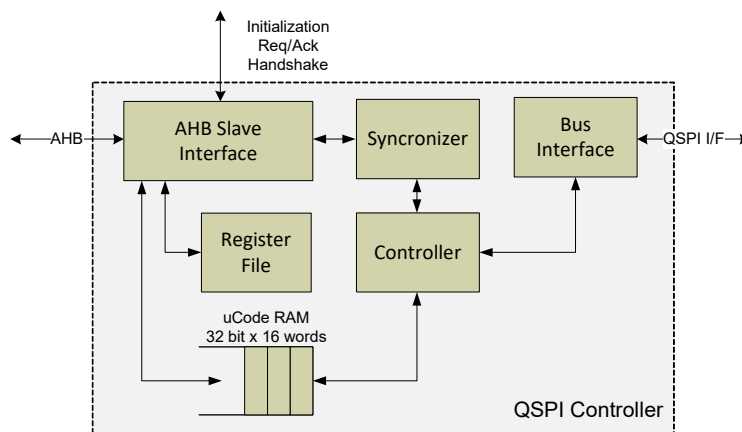 Initialization
Req/Ack
Handshake
AHB
AHB Slave
Interface
Syncronizer
Bus
Interface
QSPI I/F
Register
File
Controller
uCode RAM
32 bit x 16 words
QSPI Controller